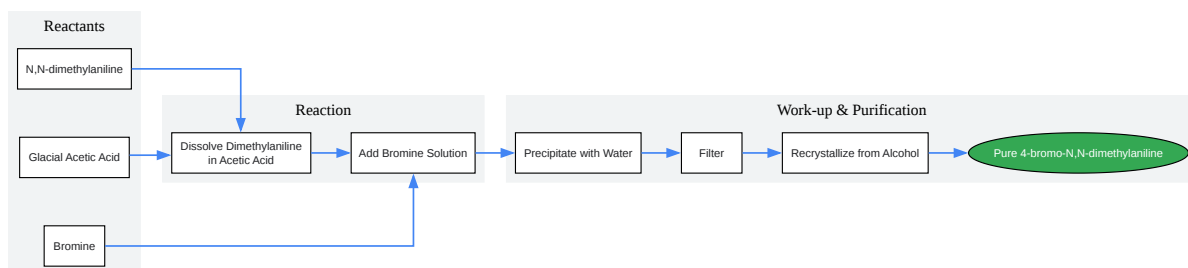 Reactants
N,N-dimethylaniline
Glacial Acetic Acid
Bromine
Reaction
Dissolve Dimethylaniline
in Acetic Acid
Add Bromine Solution
Work-up & Purification
Precipitate with Water
Filter
Recrystallize from Alcohol
Pure 4-bromo-N,N-dimethylaniline